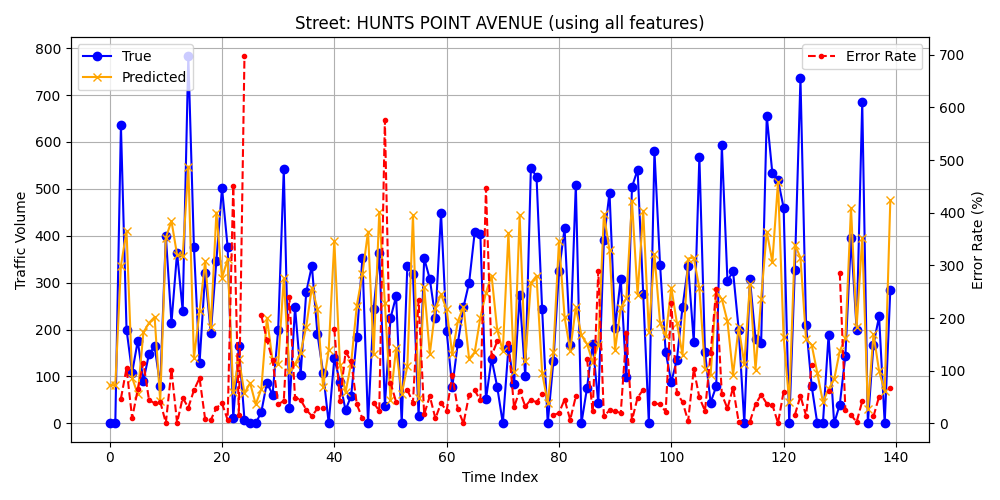 Street: HUNTS POINT AVENUE (using all features)
True
Predicted
Error Rate
Traffic Volume
Error Rate (%)
800
700
600
500
400
300
200
100
0
700
600
500
400
300
200
100
0
0 20 40 60 80 100 120 140
Time Index